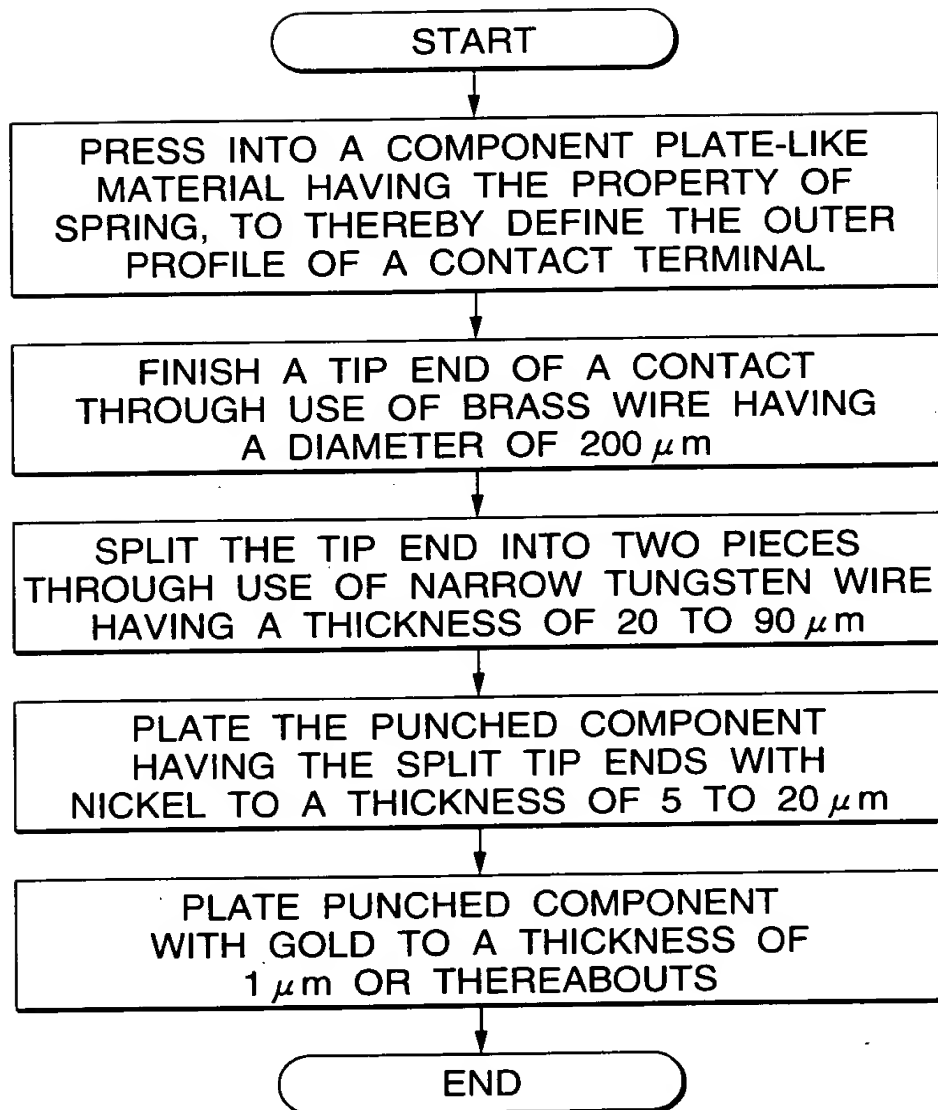 START
PRESS INTO A COMPONENT PLATE-LIKE
MATERIAL HAVING THE PROPERTY OF
SPRING, TO THEREBY DEFINE THE OUTER
PROFILE OF A CONTACT TERMINAL
FINISH A TIP END OF A CONTACT
THROUGH USE OF BRASS WIRE HAVING
A DIAMETER OF 200 μm
SPLIT THE TIP END INTO TWO PIECES
THROUGH USE OF NARROW TUNGSTEN WIRE
HAVING A THICKNESS OF 20 TO 90 μm
PLATE THE PUNCHED COMPONENT
HAVING THE SPLIT TIP ENDS WITH
NICKEL TO A THICKNESS OF 5 TO 20 μm
PLATE PUNCHED COMPONENT
WITH GOLD TO A THICKNESS OF
1 μm OR THEREABOUTS
END